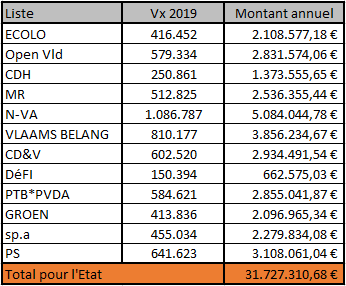 Liste Vx 2019 Montant annuel
ECOLO 416.452 2.108.577,18 €
Open Vld 579.334 2.831.574,06 €
CDH 250.861 1.373.555,65 €
MR 512.825 2.536.355,44 €
N-VA 1.086.787 5.084.044,78 €
VLAAMS BELANG 810.177 3.856.234,67 €
CD&V 602.520 2.934.491,54 €
DéFI 150.394 662.575,03 €
PTB*PVDA 584.621 2.855.041,87 €
GROEN 413.836 2.096.965,34 €
sp.a 455.034 2.279.834,08 €
PS 641.623 3.108.061,04 €
Total pour l'Etat 31.727.310,68 €